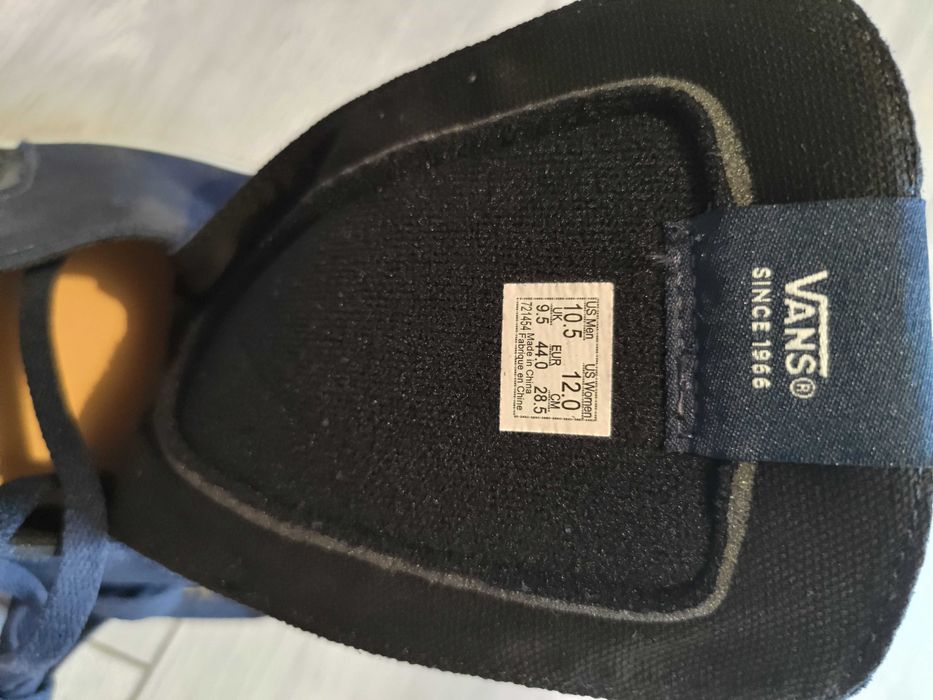 VANS®
SINCE 1966
US Men US Women
10.5 12.0
UK EUR CM
9.5 44.0 28.5
721454 Made in China
Fabrique en Chine